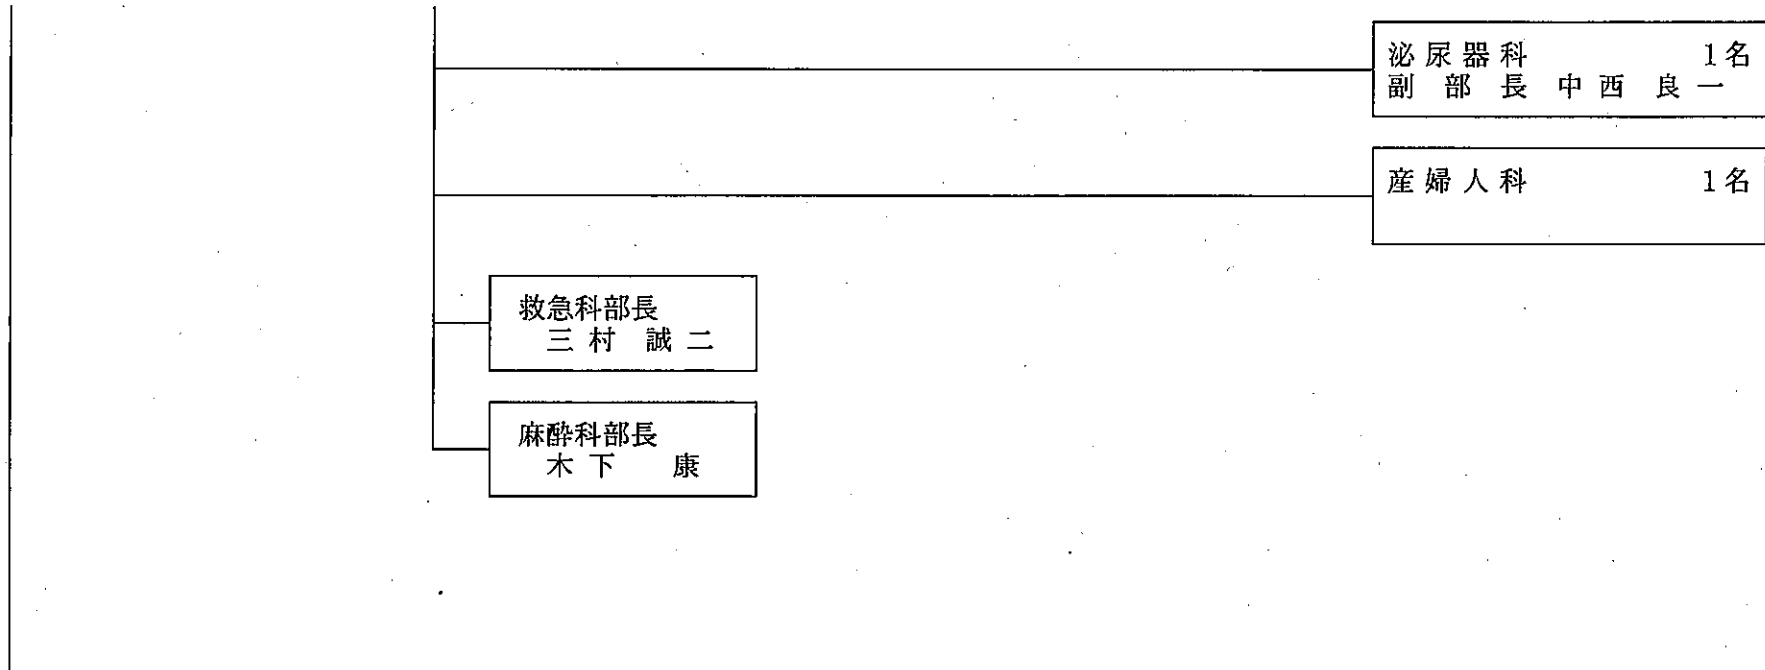 泌尿器科 1名
副部長 中西良一
産婦人科 1名
救急科部長
三村 誠二
麻酔科部長
木下 康